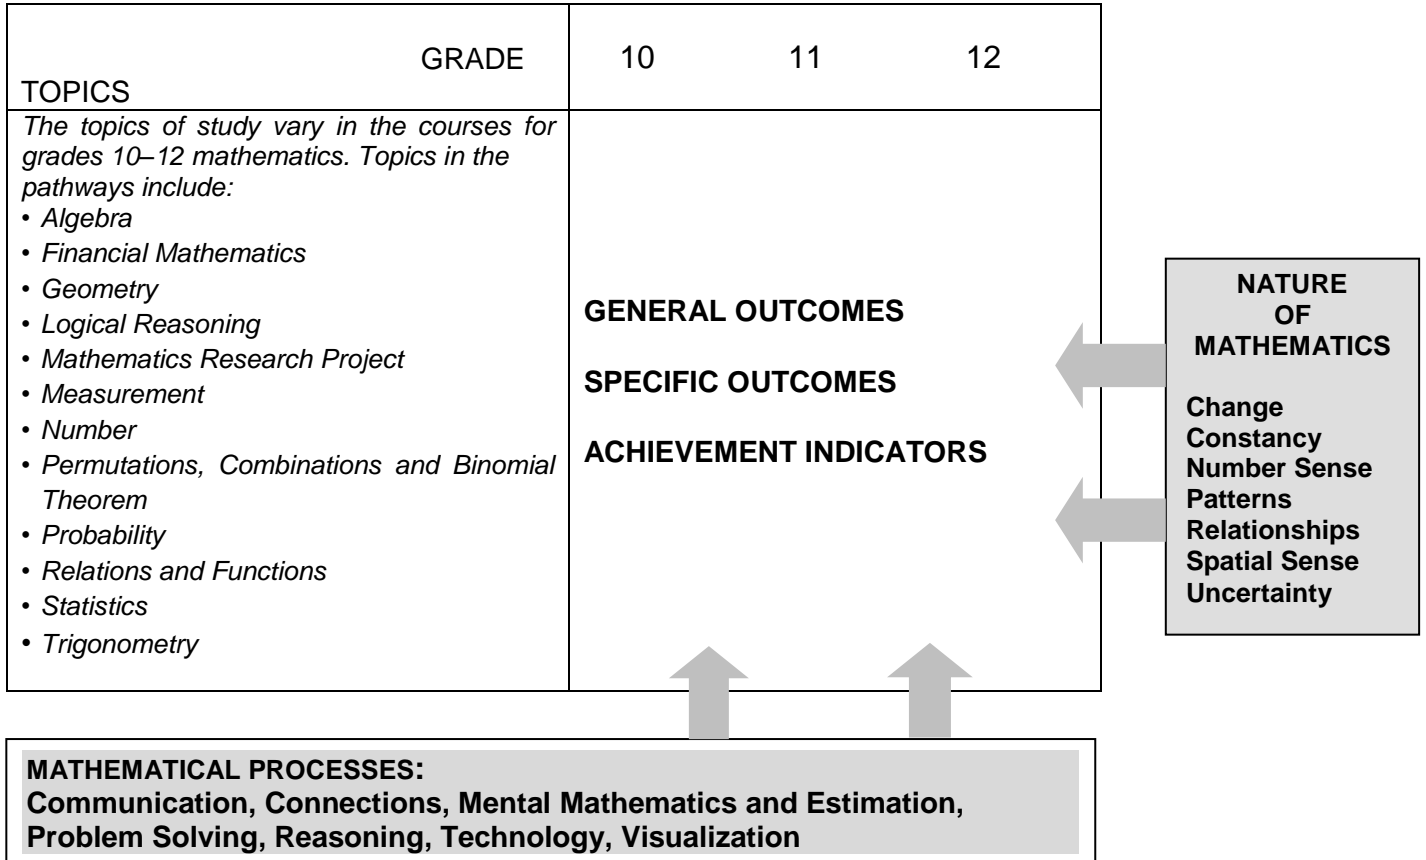 GRADE
TOPICS
10 11 12
The topics of study vary in the courses for
grades 10–12 mathematics. Topics in the
pathways include:
• Algebra
• Financial Mathematics
• Geometry
• Logical Reasoning
• Mathematics Research Project
• Measurement
• Number
• Permutations, Combinations and Binomial
Theorem
• Probability
• Relations and Functions
• Statistics
• Trigonometry
GENERAL OUTCOMES
SPECIFIC OUTCOMES
ACHIEVEMENT INDICATORS
NATURE
OF
MATHEMATICS
Change
Constancy
Number Sense
Patterns
Relationships
Spatial Sense
Uncertainty
MATHEMATICAL PROCESSES:
Communication, Connections, Mental Mathematics and Estimation,
Problem Solving, Reasoning, Technology, Visualization